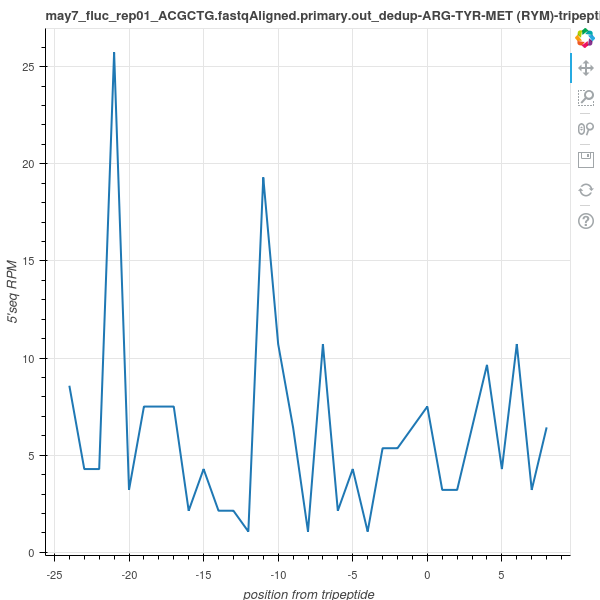 may7_fluc_rep01_ACGCTG.fastqAligned.primary.out_dedup-ARG-TYR-MET (RYM)-tripepti
25
20
15
10
5
0
5'seq RPM
-25 -20 -15 -10 -5 0 5
position from tripeptide